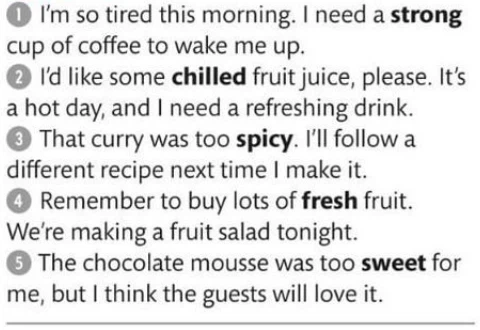 1 I'm so tired this morning. I need a strong
cup of coffee to wake me up.
2 I'd like some chilled fruit juice, please. It's
a hot day, and I need a refreshing drink.
3 That curry was too spicy. I'll follow a
different recipe next time I make it.
4 Remember to buy lots of fresh fruit.
We're making a fruit salad tonight.
5 The chocolate mousse was too sweet for
me, but I think the guests will love it.